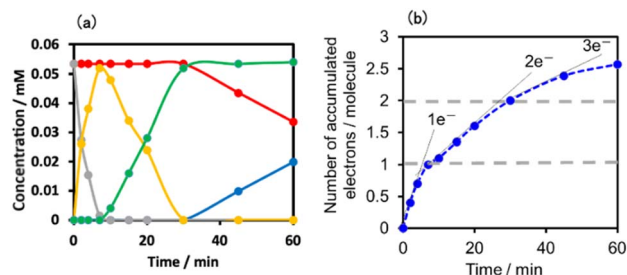 (a)
Concentration / mM
0.06
0.05
0.04
0.03
0.02
0.01
0
0
20
40
60
Time / min
(b)
Number of accumulated
electrons / molecule
3
2.5
2
1.5
1
0.5
0
1e⁻
2e⁻
3e⁻
0
20
40
60
Time / min